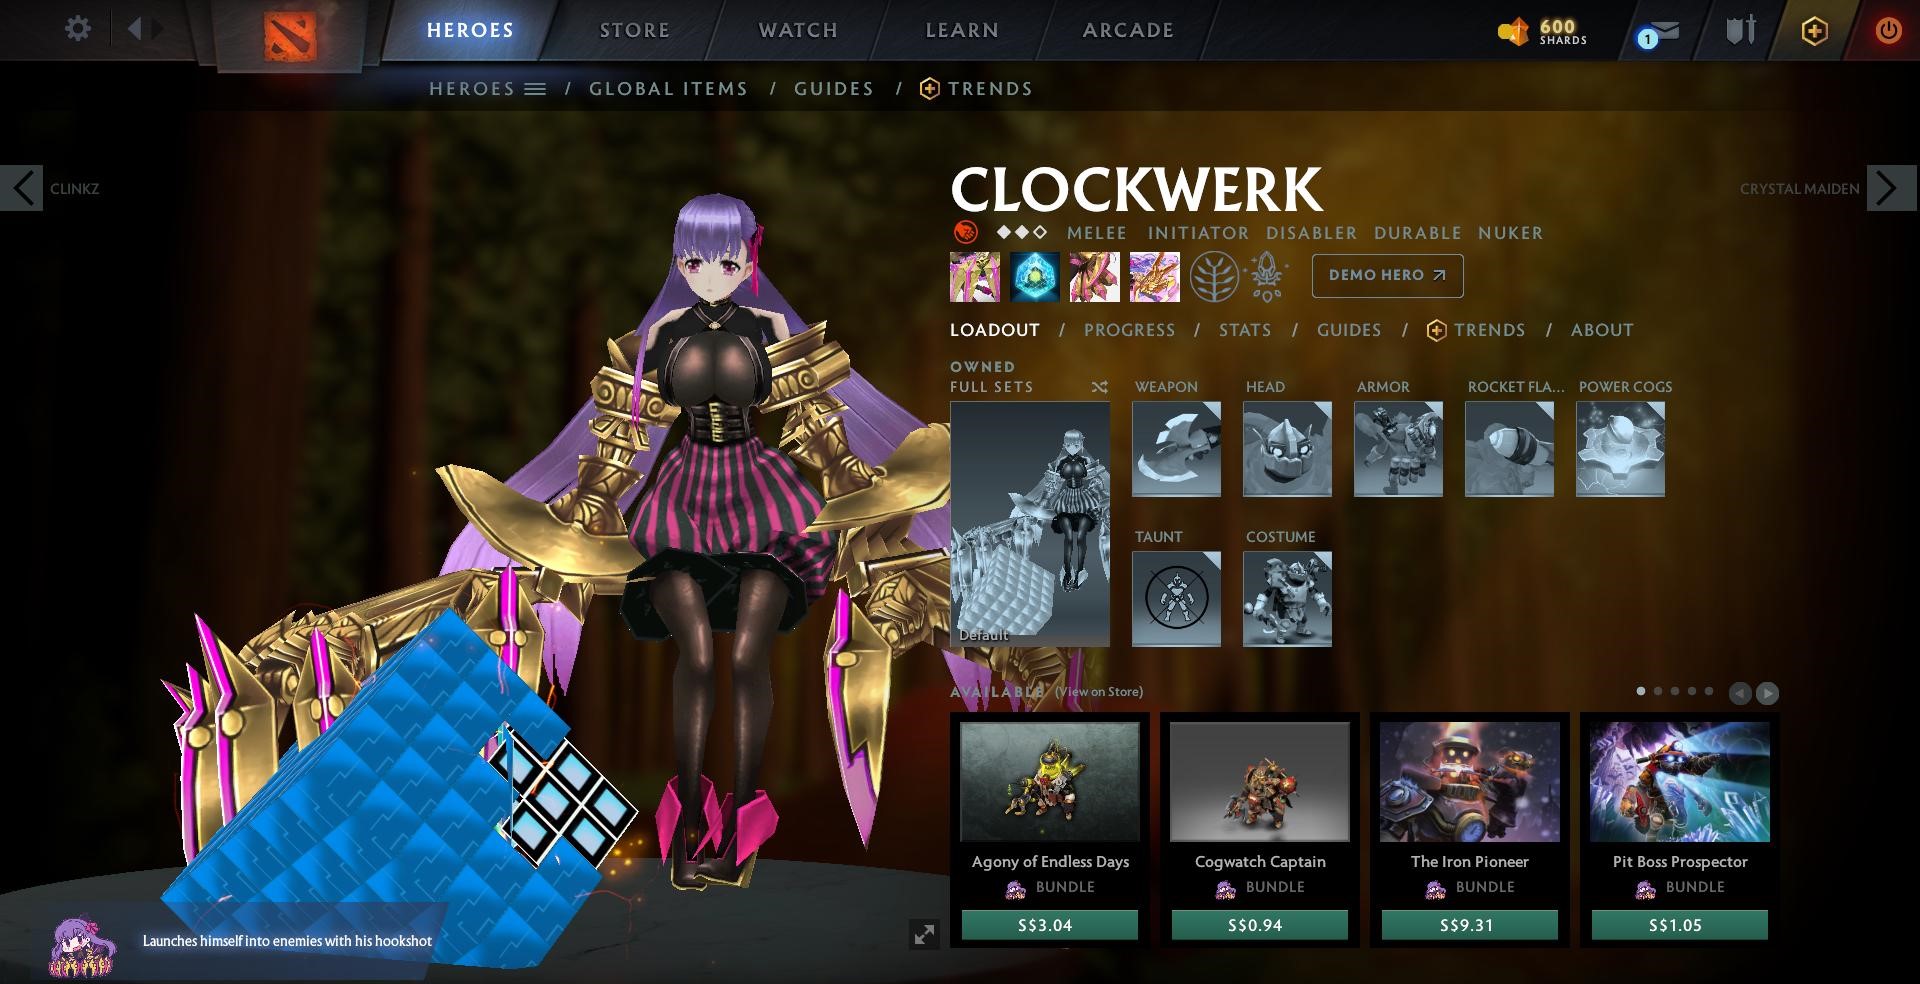 HEROES
STORE
WATCH
LEARN
ARCADE
600
SHARDS
1
HEROES / GLOBAL ITEMS / GUIDES / TRENDS
CLINKZ
CRYSTAL MAIDEN
CLOCKWERK
MELEE INITIATOR DISABLER DURABLE NUKER
DEMO HERO
LOADOUT / PROGRESS / STATS / GUIDES / TRENDS / ABOUT
OWNED
FULL SETS
WEAPON
HEAD
ARMOR
ROCKET FLA...
POWER COGS
Default
TAUNT
COSTUME
AVAILABLE (View on Store)
Agony of Endless Days
BUNDLE
S$3.04
Cogwatch Captain
BUNDLE
S$0.94
The Iron Pioneer
BUNDLE
S$9.31
Pit Boss Prospector
BUNDLE
S$1.05
Launches himself into enemies with his hookshot